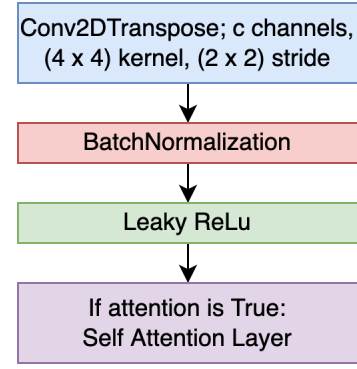 Conv2DTranspose; c channels,
(4 x 4) kernel, (2 x 2) stride
BatchNormalization
Leaky ReLu
If attention is True:
Self Attention Layer